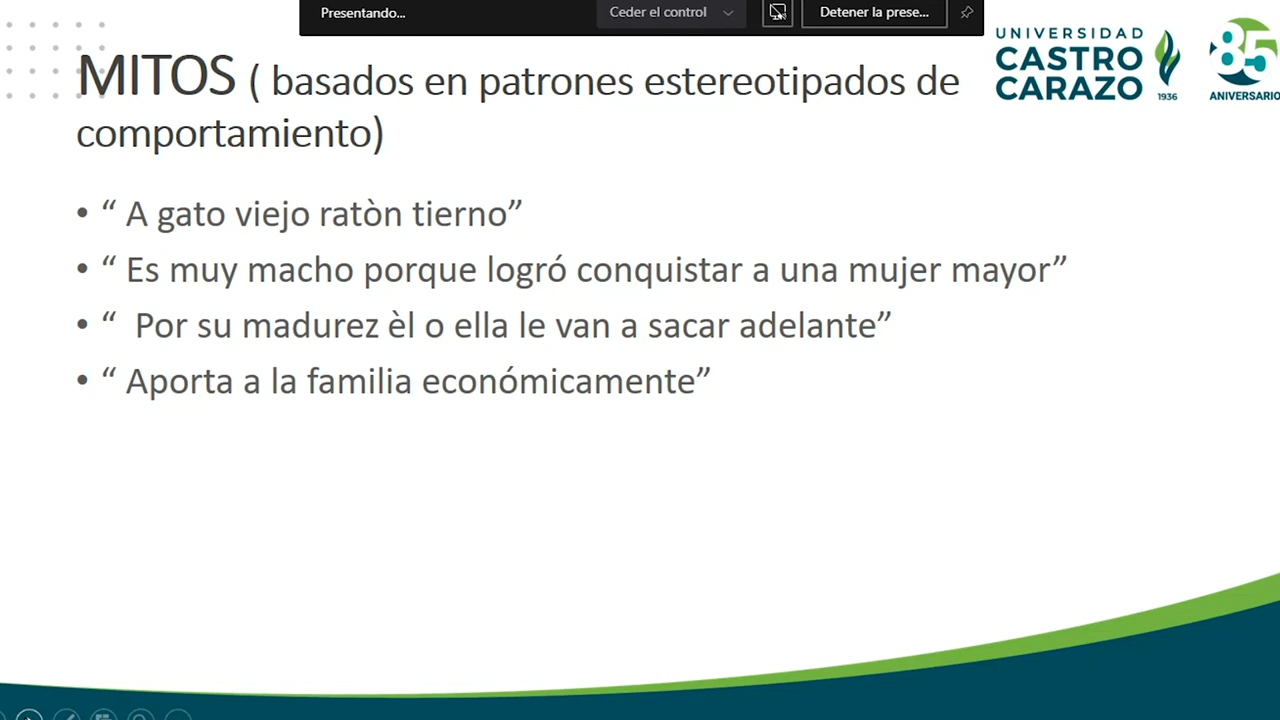 Presentando...
Ceder el control
Detener la prese...
UNIVERSIDAD
CASTRO
CARAZO
1936
85
ANIVERSARIO
MITOS ( basados en patrones estereotipados de
comportamiento)
• “ A gato viejo ratòn tierno”
• “ Es muy macho porque logró conquistar a una mujer mayor”
• “ Por su madurez èl o ella le van a sacar adelante”
• “ Aporta a la familia económicamente”